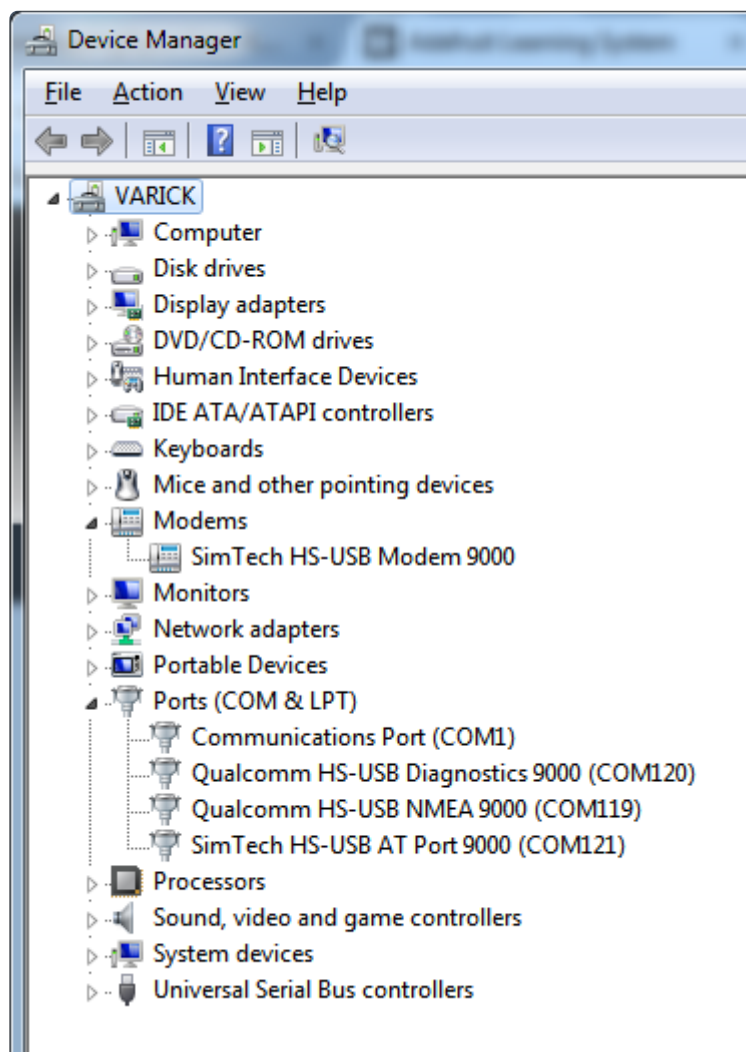 Device Manager
File Action View Help
VARICK
Computer
Disk drives
Display adapters
DVD/CD-ROM drives
Human Interface Devices
IDE ATA/ATAPI controllers
Keyboards
Mice and other pointing devices
Modems
SimTech HS-USB Modem 9000
Monitors
Network adapters
Portable Devices
Ports (COM & LPT)
Communications Port (COM1)
Qualcomm HS-USB Diagnostics 9000 (COM120)
Qualcomm HS-USB NMEA 9000 (COM119)
SimTech HS-USB AT Port 9000 (COM121)
Processors
Sound, video and game controllers
System devices
Universal Serial Bus controllers